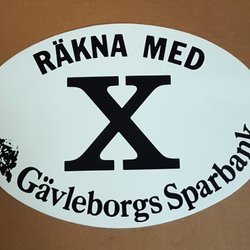 RÄKNA MED
X
Gävleborgs Sparbank